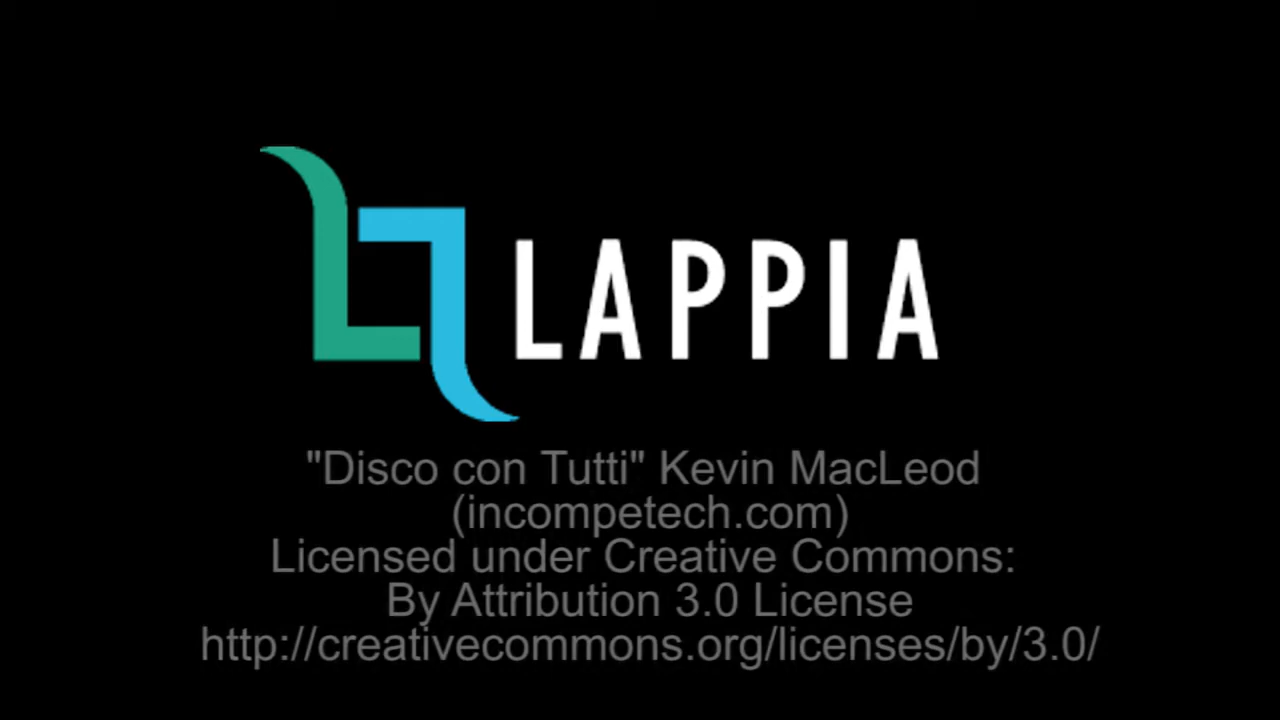 LAPPIA
"Disco con Tutti" Kevin MacLeod
(incompetech.com)
Licensed under Creative Commons:
By Attribution 3.0 License
http://creativecommons.org/licenses/by/3.0/